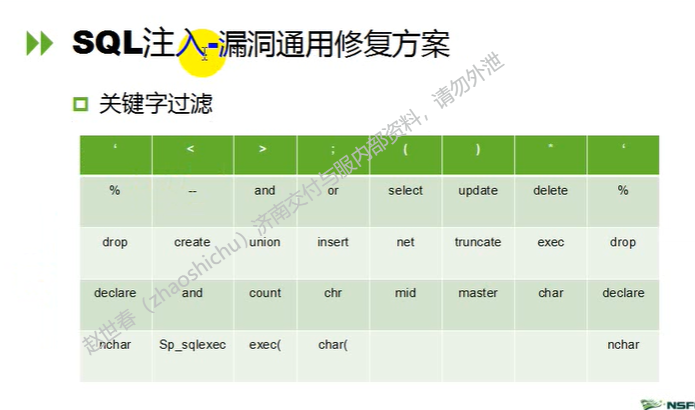 SQL注入-漏洞通用修复方案
关键字过滤
‘ < > ; ( ) " ‘
% -- and or select update delete %
drop create union insert net truncate exec drop
declare and count chr mid master char declare
nchar Sp_sqlexec exec( char( nchar
赵世春（zhaoshichu）济南交付与服内部资料，请勿外泄